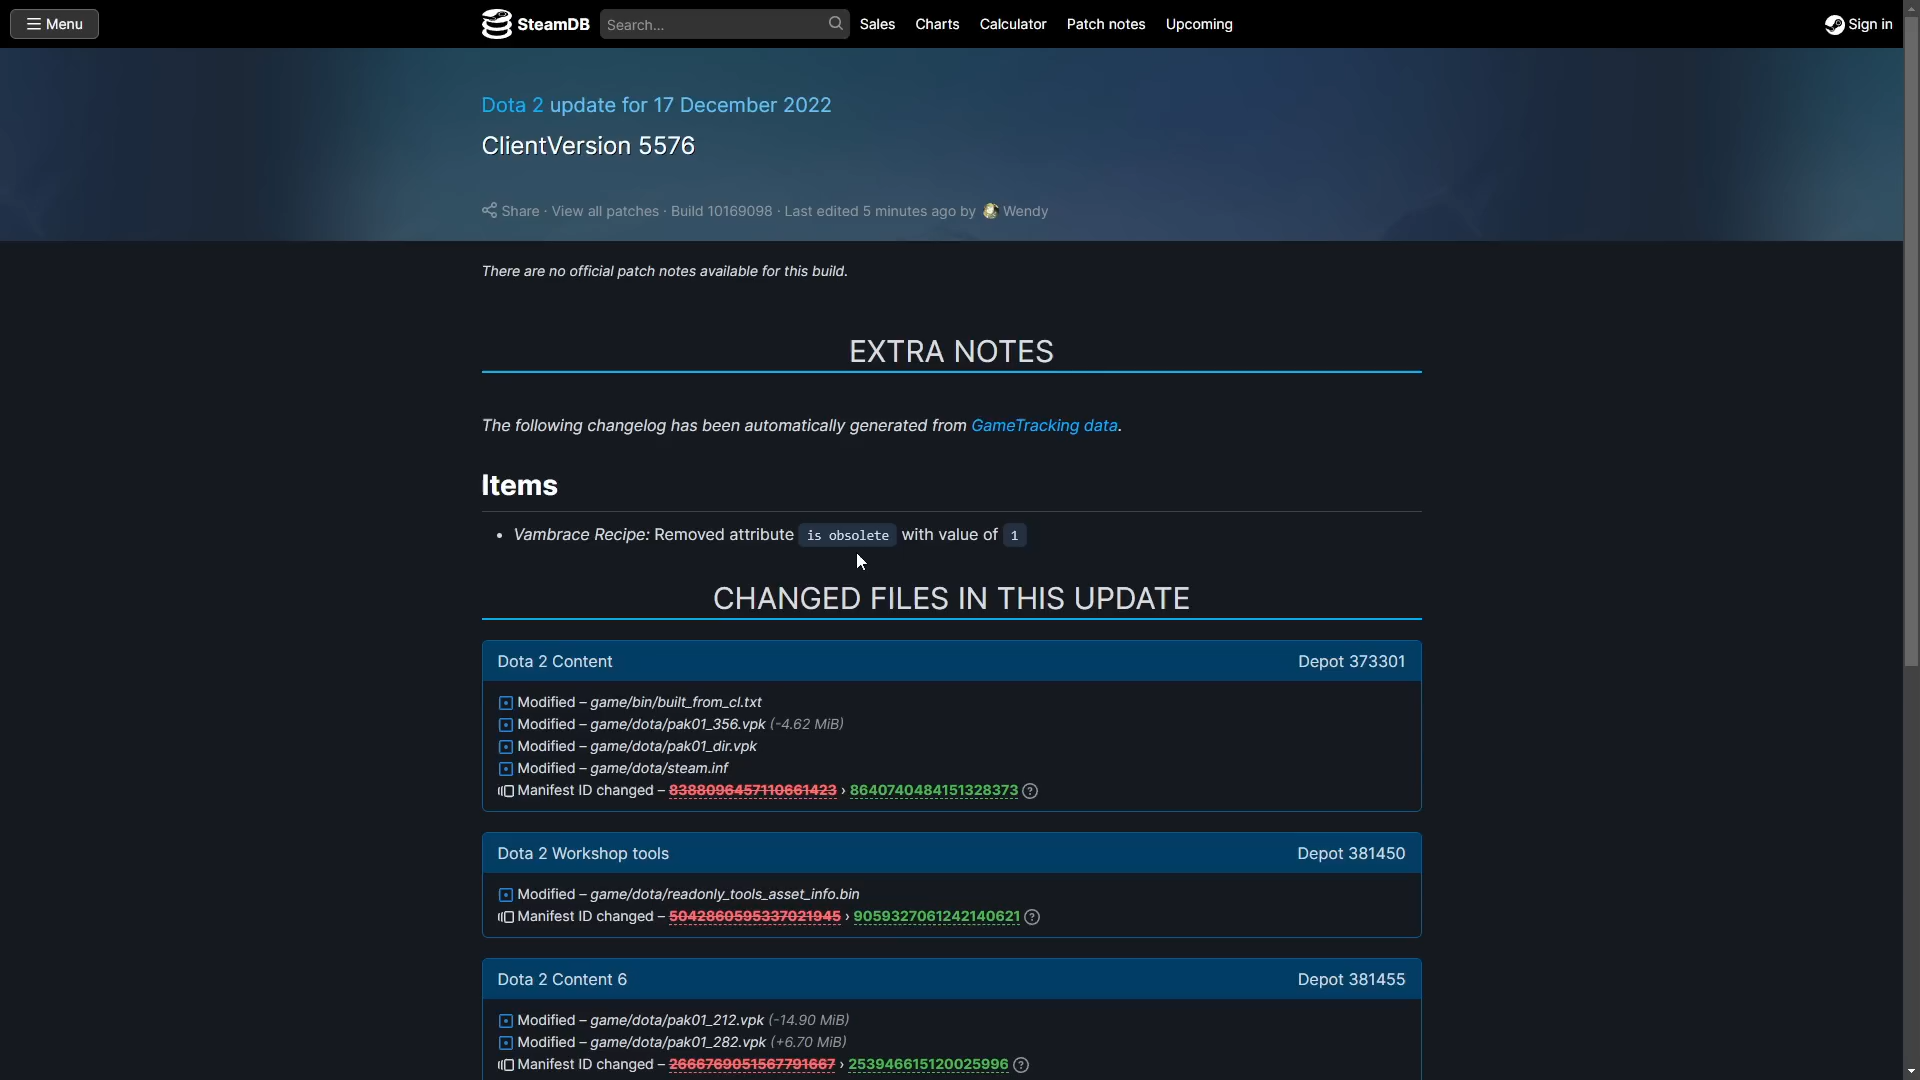 Menu
SteamDB
Search...
Sales
Charts
Calculator
Patch notes
Upcoming
Sign in
Dota 2 update for 17 December 2022
ClientVersion 5576
Share · View all patches · Build 10169098 · Last edited 5 minutes ago by Wendy
There are no official patch notes available for this build.
EXTRA NOTES
The following changelog has been automatically generated from GameTracking data.
Items
• Vambrace Recipe: Removed attribute is obsolete with value of 1
CHANGED FILES IN THIS UPDATE
Dota 2 Content Depot 373301
Modified – game/bin/built_from_cl.txt
Modified – game/dota/pak01_356.vpk (-4.62 MiB)
Modified – game/dota/pak01_dir.vpk
Modified – game/dota/steam.inf
Manifest ID changed – 8388096457110661423 › 8640740484151328373 ?
Dota 2 Workshop tools Depot 381450
Modified – game/dota/readonly_tools_asset_info.bin
Manifest ID changed – 5042860595337021945 › 9059327061242140621 ?
Dota 2 Content 6 Depot 381455
Modified – game/dota/pak01_212.vpk (-14.90 MiB)
Modified – game/dota/pak01_282.vpk (+6.70 MiB)
Manifest ID changed – 2666769051567791667 › 253946615120025996 ?